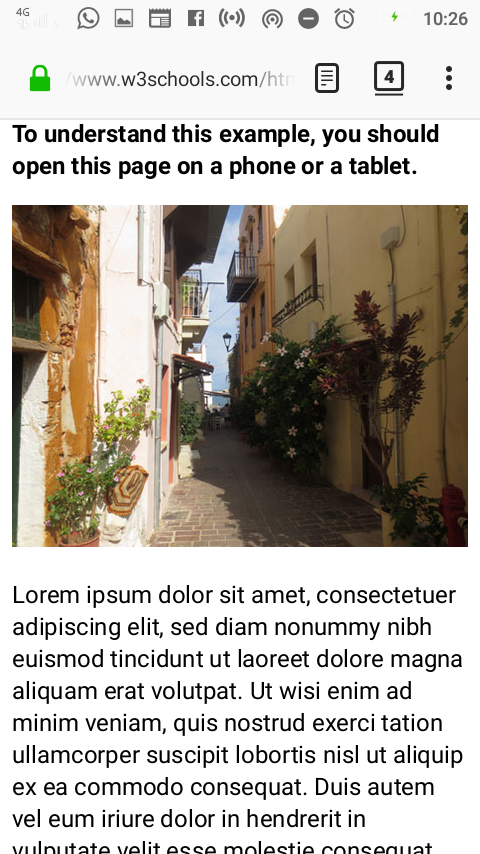 4G
10:26
/www.w3schools.com/htm
4
To understand this example, you should
open this page on a phone or a tablet.
Lorem ipsum dolor sit amet, consectetuer
adipiscing elit, sed diam nonummy nibh
euismod tincidunt ut laoreet dolore magna
aliquam erat volutpat. Ut wisi enim ad
minim veniam, quis nostrud exerci tation
ullamcorper suscipit lobortis nisl ut aliquip
ex ea commodo consequat. Duis autem
vel eum iriure dolor in hendrerit in
vulputate velit esse molestie consequat,